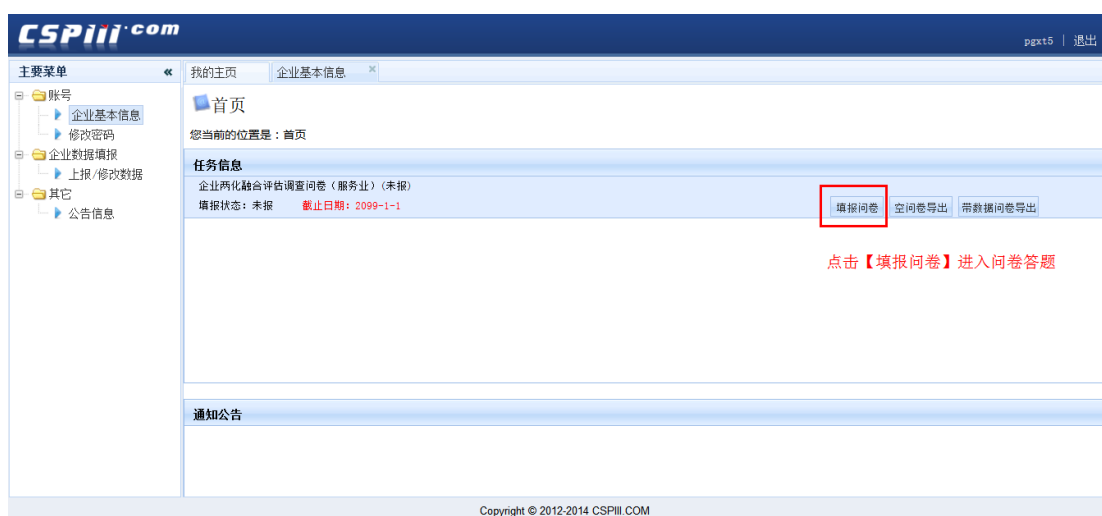 CSPiii.com
pgxt5 | 退出
主要菜单 «
我的主页 企业基本信息 ×
账号
企业基本信息
修改密码
企业数据填报
上报/修改数据
其它
公告信息
首页
您当前的位置是：首页
任务信息
企业两化融合评估调查问卷（服务业）(未报)
填报状态：未报 截止日期：2099-1-1
填报问卷 空问卷导出 带数据问卷导出
点击【填报问卷】进入问卷答题
通知公告
Copyright © 2012-2014 CSPIII.COM